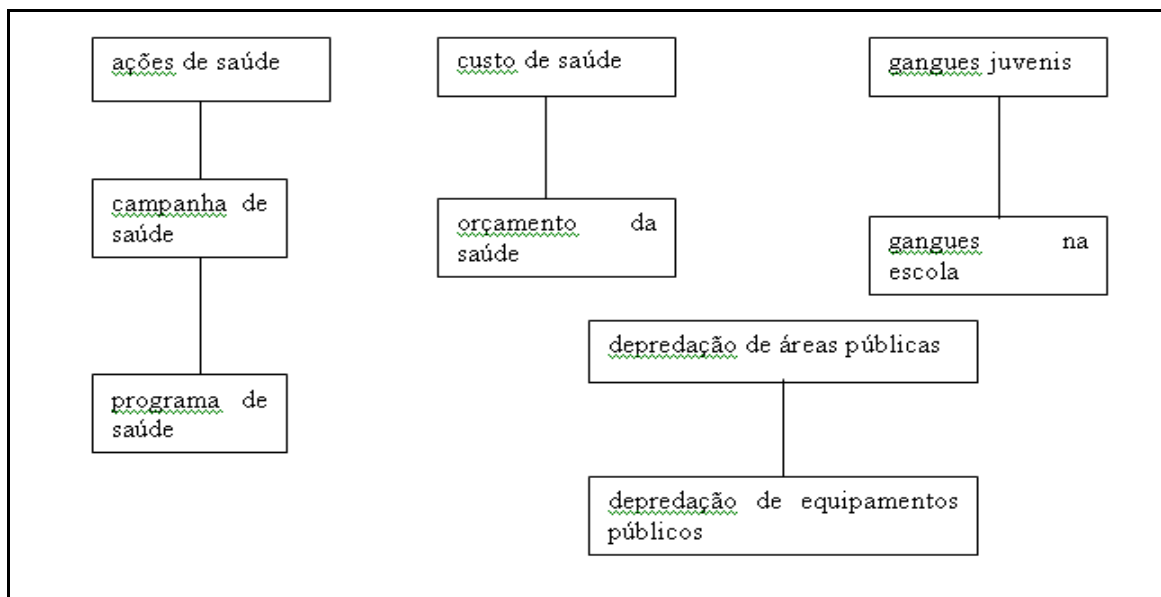 ações de saúde
campanha de
saúde
programa de
saúde
custo de saúde
orçamento da
saúde
gangues juvenis
gangues na
escola
depredação de áreas públicas
depredação de equipamentos
públicos